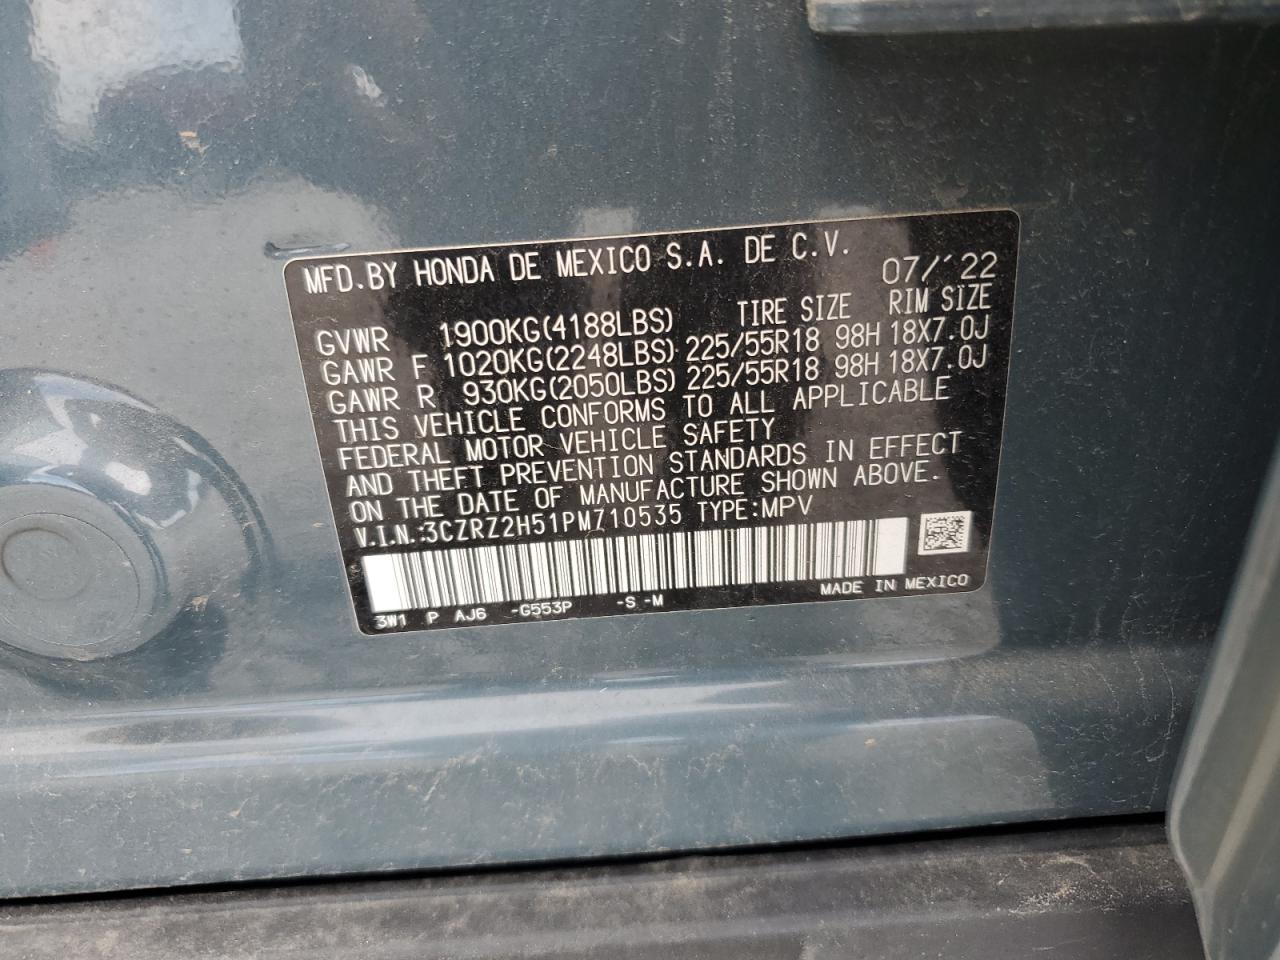 MFD.BY HONDA DE MEXICO S.A. DE C.V.
07/'22
TIRE SIZE RIM SIZE
GVWR 1900KG(4188LBS)
GAWR F 1020KG(2248LBS) 225/55R18 98H 18X7.0J
GAWR R 930KG(2050LBS) 225/55R18 98H 18X7.0J
THIS VEHICLE CONFORMS TO ALL APPLICABLE
FEDERAL MOTOR VEHICLE SAFETY
AND THEFT PREVENTION STANDARDS IN EFFECT
ON THE DATE OF MANUFACTURE SHOWN ABOVE.
V.I.N.:3CZRZ2H51PM710535 TYPE:MPV
MADE IN MEXICO
3W1 P AJ6 -G553P -S -M